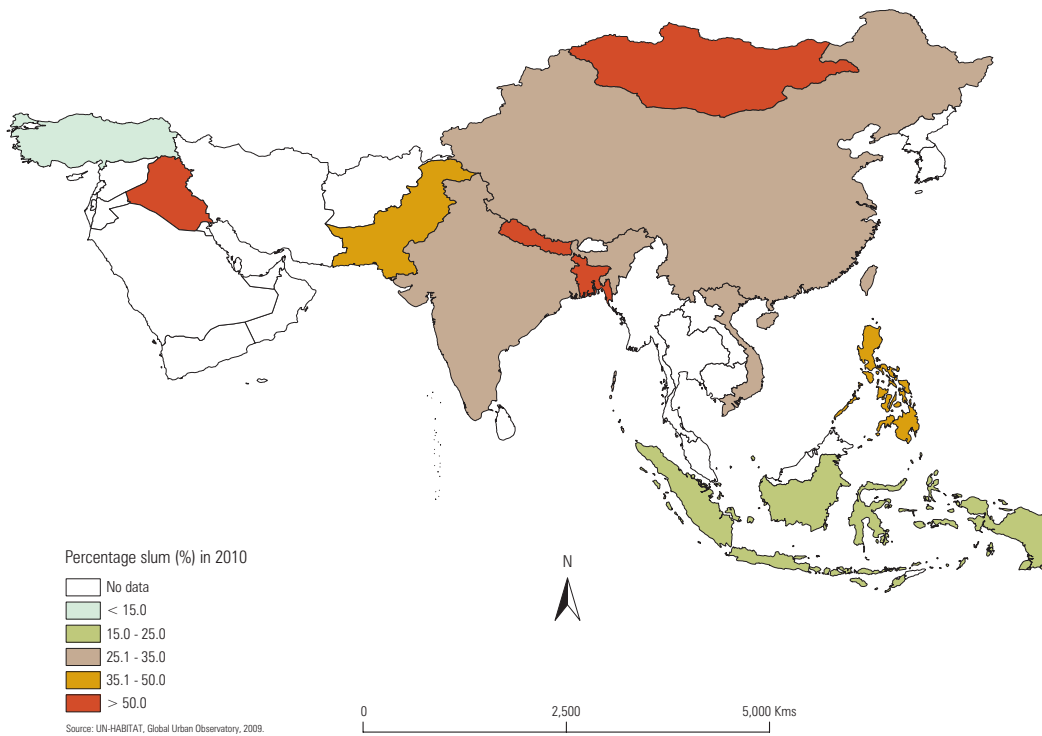 Percentage slum (%) in 2010
No data
< 15.0
15.0 - 25.0
25.1 - 35.0
35.1 - 50.0
> 50.0
Source: UN-HABITAT, Global Urban Observatory, 2009.
N
0 2,500 5,000 Kms